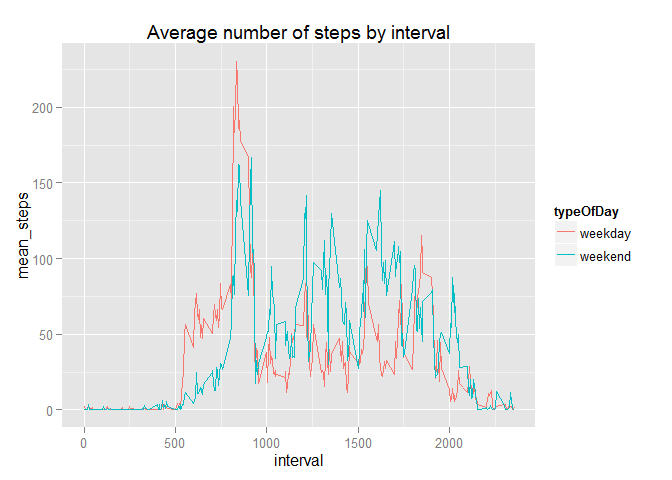 Average number of steps by interval
mean_steps
200
150
100
50
0
0
500
1000
1500
2000
interval
typeOfDay
weekday
weekend